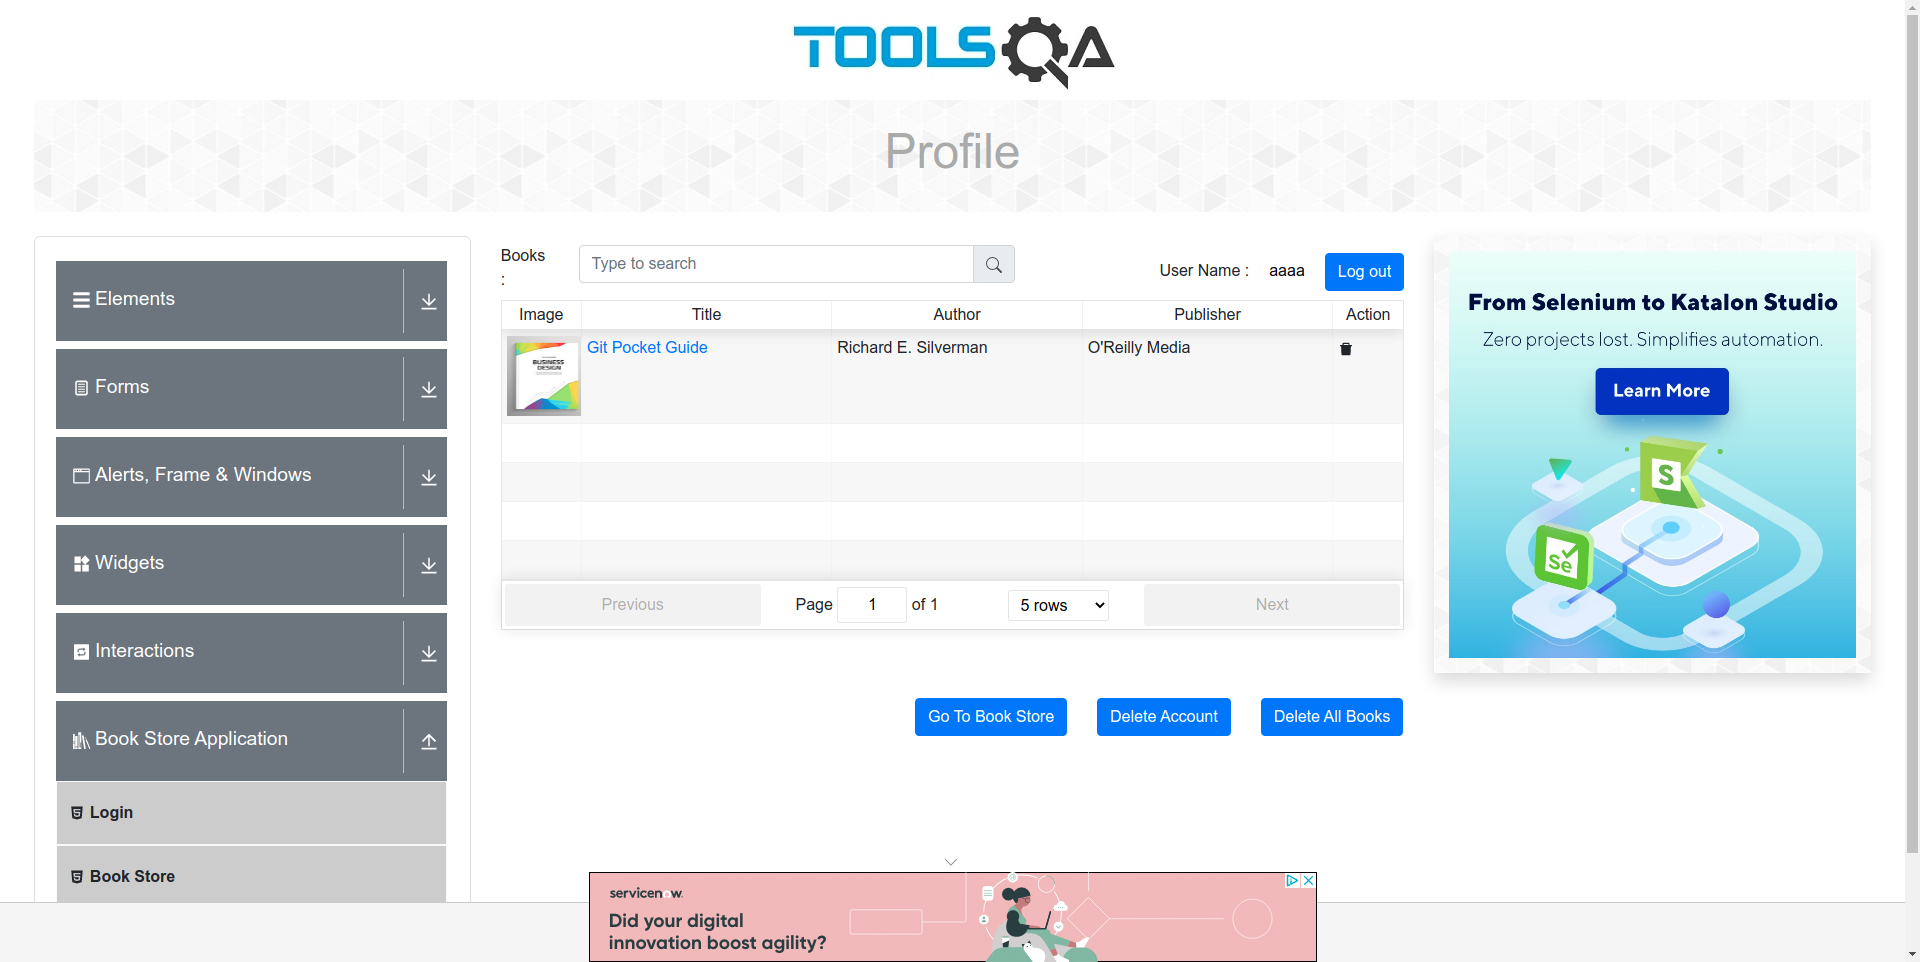 TOOLSQA
Profile
Elements
Forms
Alerts, Frame & Windows
Widgets
Interactions
Book Store Application
Login
Book Store
Books
:
Type to search
User Name :
aaaa
Log out
Image
Title
Author
Publisher
Action
BUSINESS
DESIGN
Git Pocket Guide
Richard E. Silverman
O'Reilly Media
Previous
Page
1
of 1
5 rows
Next
Go To Book Store
Delete Account
Delete All Books
From Selenium to Katalon Studio
Zero projects lost. Simplifies automation.
Learn More
S
Se
servicenow.
Did your digital
innovation boost agility?